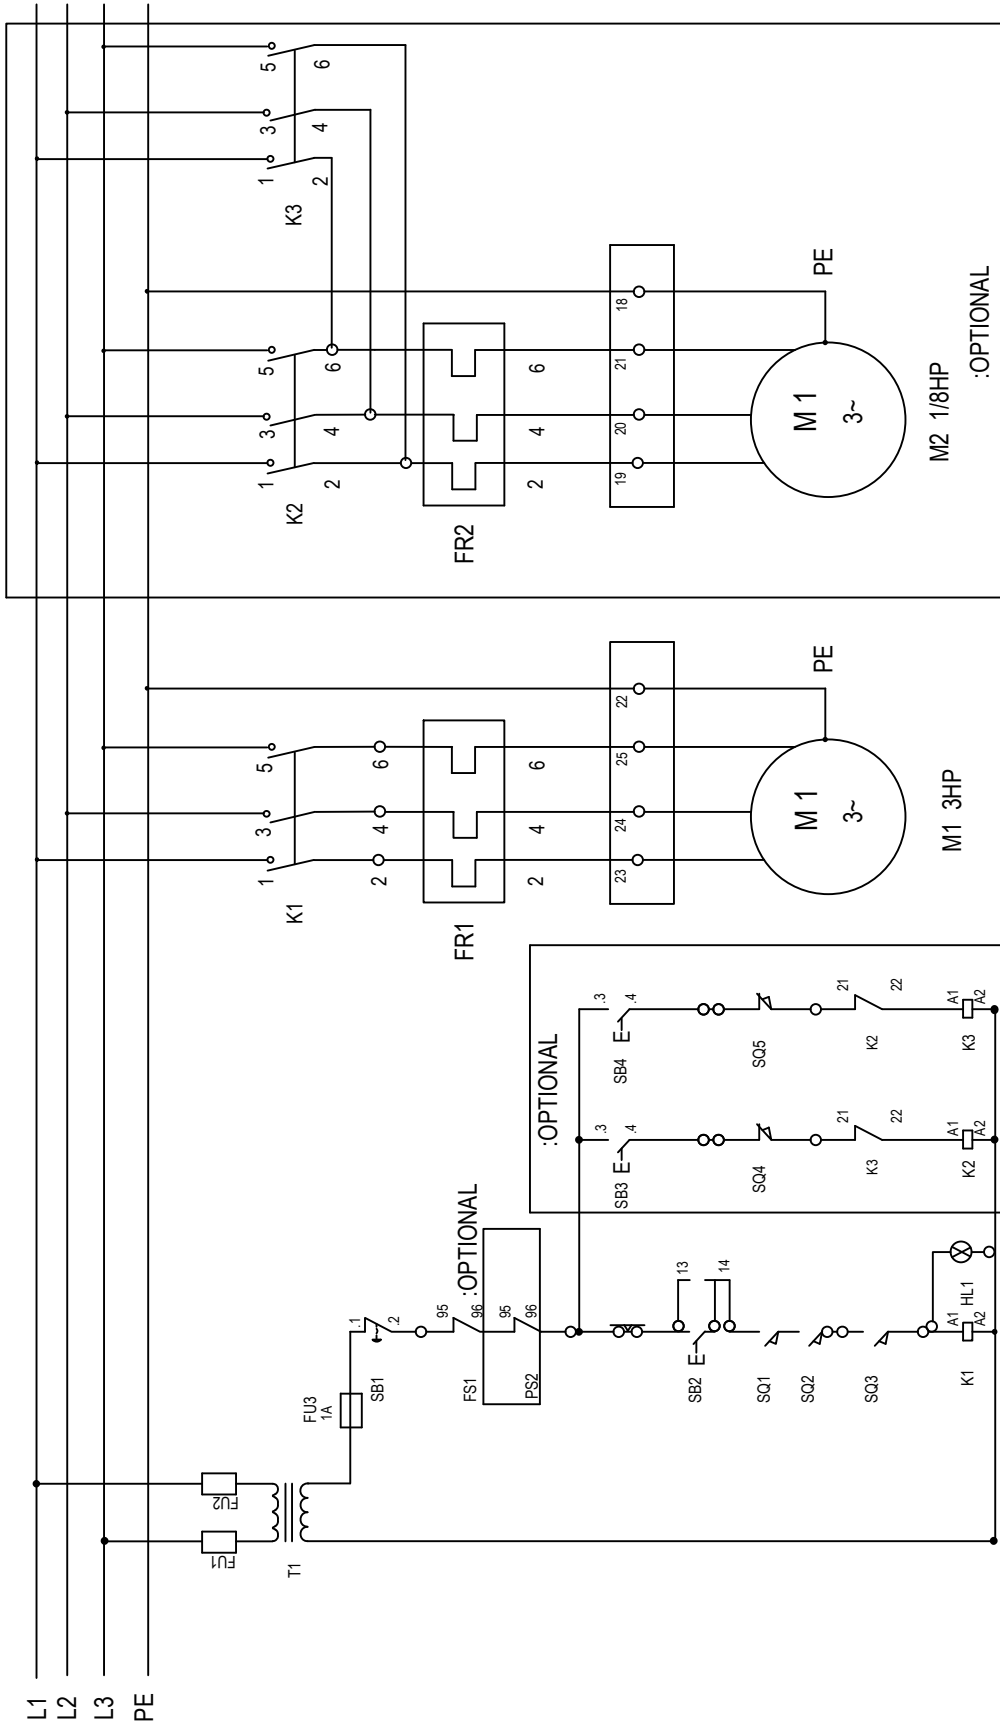 L1
L2
L3
PE
FU1
FU2
T1
FU3
1A
SB1
.1
.2
FS1
95
96
:OPTIONAL
PS2
95
96
SB2
13
14
SQ1
SQ2
SQ3
HL1
K1
A1
A2
:OPTIONAL
SB3
.3
.4
SQ4
K3
21
22
K2
A1
A2
SB4
.3
.4
SQ5
K2
21
22
K3
A1
A2
K1
1
3
5
2
4
6
FR1
2
4
6
23
24
25
22
PE
M 1
3~
M1 3HP
K2
1
3
5
2
4
6
K3
1
3
5
2
4
6
FR2
2
4
6
19
20
21
18
PE
M 1
3~
M2 1/8HP
:OPTIONAL